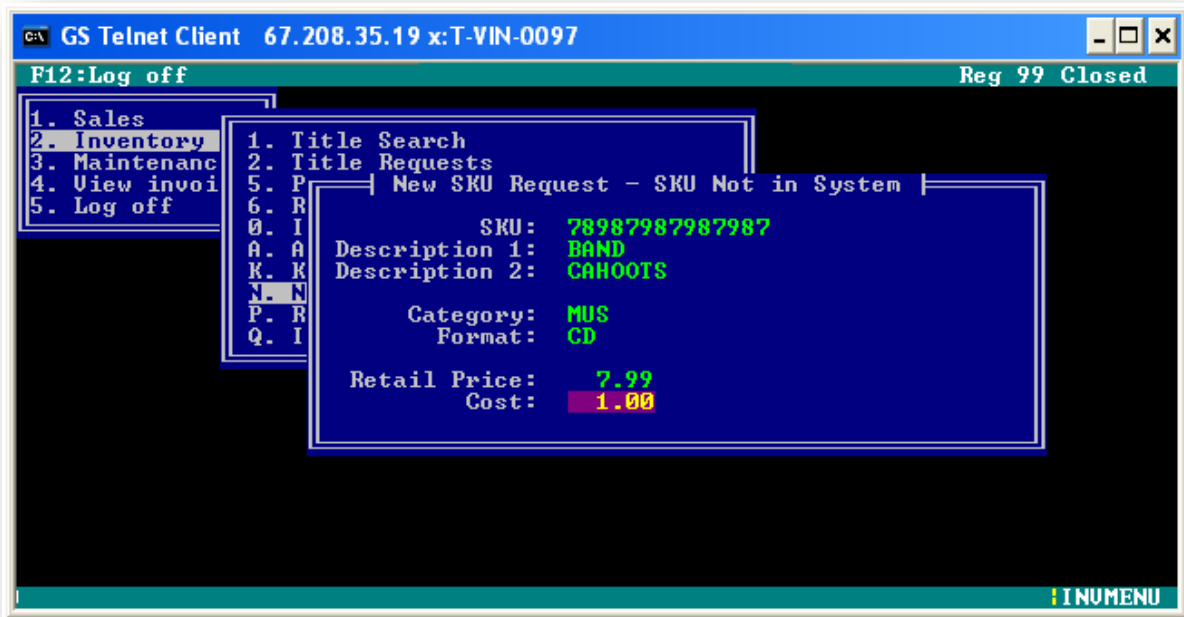 GS Telnet Client 67.208.35.19 x:T-VIN-0097
F12:Log off Reg 99 Closed
1. Sales
2. Inventory
3. Maintenanc
4. View invoi
5. Log off
1. Title Search
2. Title Requests
5. P
6. R
0. I
A. A
K. K
N. N
P. R
Q. I
New SKU Request - SKU Not in System
SKU: 78987987987987
Description 1: BAND
Description 2: CAHOOTS
Category: MUS
Format: CD
Retail Price: 7.99
Cost: 1.00
INVMENU